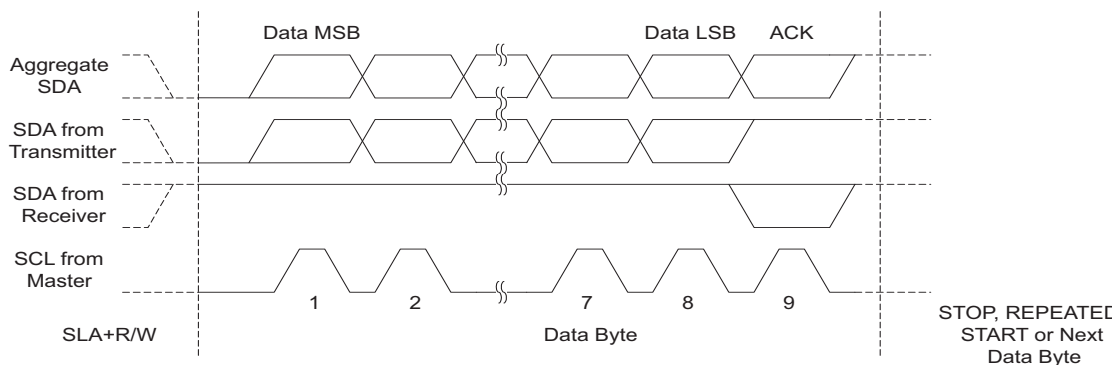 Data MSB
Data LSB
ACK
Aggregate
SDA
SDA from
Transmitter
SDA from
Receiver
SCL from
Master
1
2
7
8
9
SLA+R/W
Data Byte
STOP, REPEATED
START or Next
Data Byte